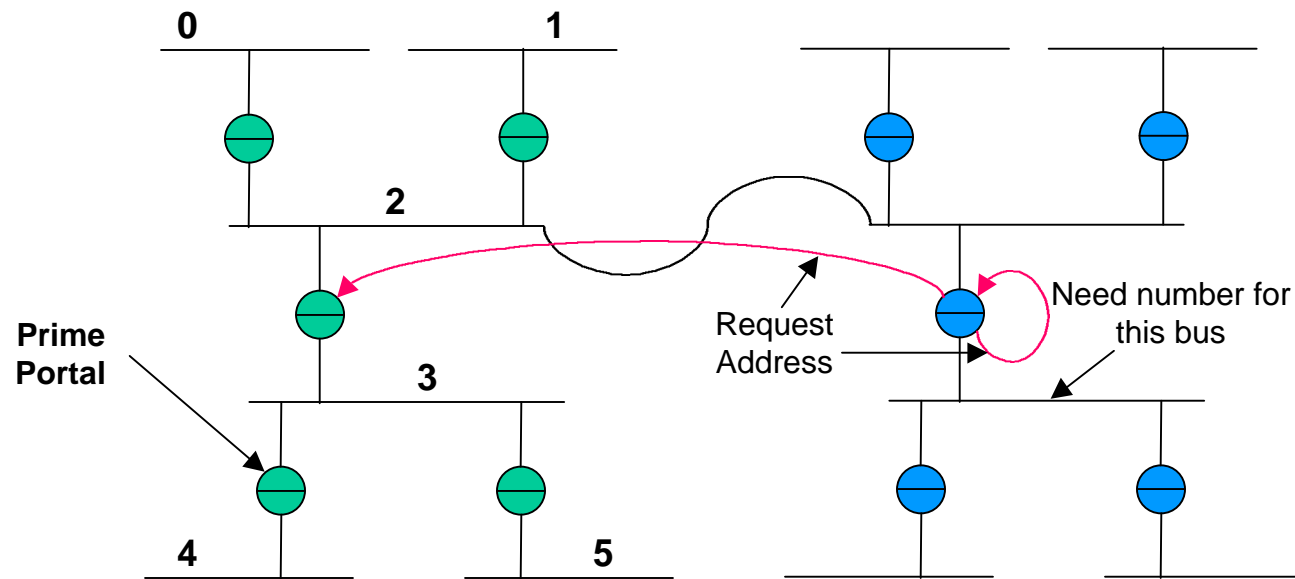 0
1
2
Prime
Portal
3
Request
Address
Need number for
this bus
4
5